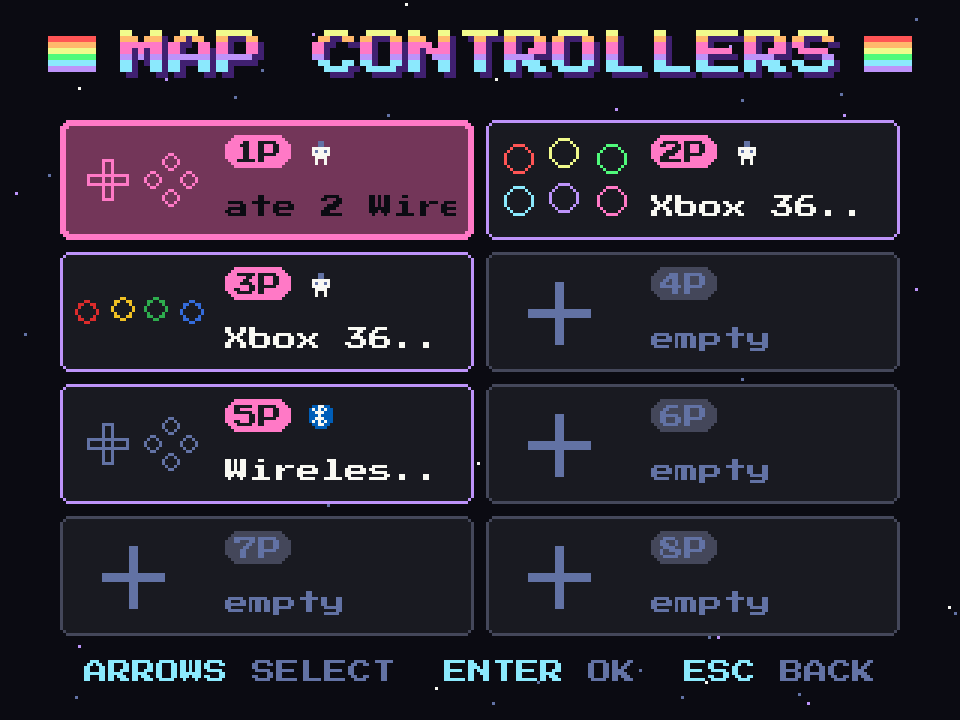 MAP CONTROLLERS
1P
ate 2 Wire
2P
Xbox 36..
3P
Xbox 36..
4P
empty
5P
Wireles..
6P
empty
7P
empty
8P
empty
ARROWS SELECT ENTER OK ESC BACK